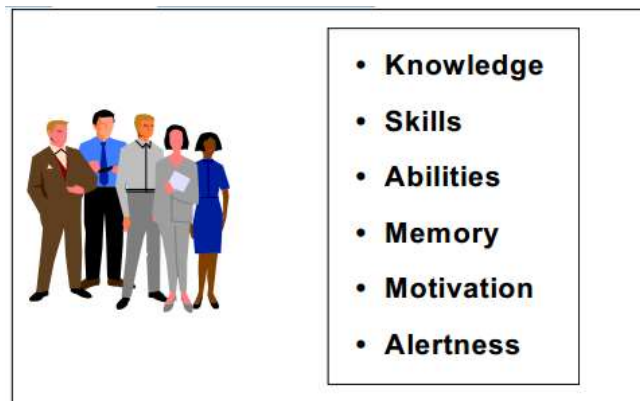 • Knowledge
• Skills
• Abilities
• Memory
• Motivation
• Alertness